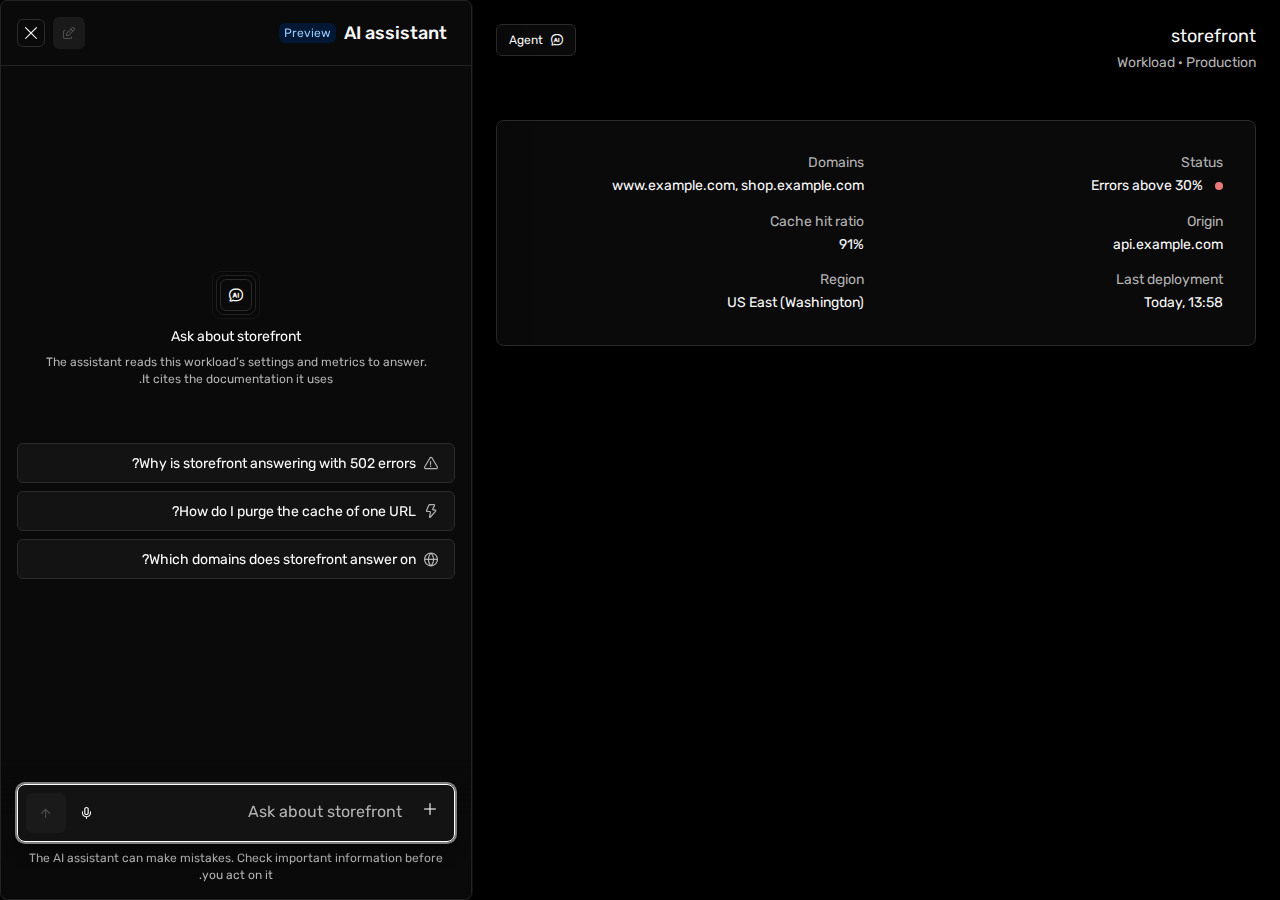 storefront
Workload • Production
Agent
Status
Errors above 30%
Domains
www.example.com, shop.example.com
Origin
api.example.com
Cache hit ratio
91%
Last deployment
Today, 13:58
Region
US East (Washington)
AI assistant
Preview
AI
Ask about storefront
The assistant reads this workload's settings and metrics to answer.
.It cites the documentation it uses
?Why is storefront answering with 502 errors
?How do I purge the cache of one URL
?Which domains does storefront answer on
Ask about storefront
The AI assistant can make mistakes. Check important information before
.you act on it